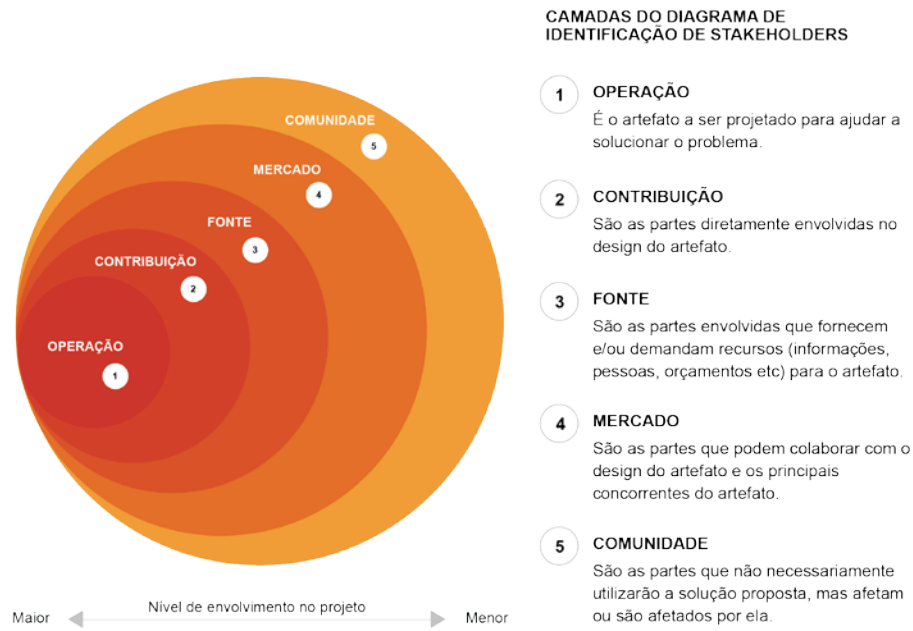 CAMADAS DO DIAGRAMA DE
IDENTIFICAÇÃO DE STAKEHOLDERS
COMUNIDADE
5
MERCADO
4
FONTE
3
CONTRIBUIÇÃO
2
OPERAÇÃO
1
Maior
Nível de envolvimento no projeto
Menor
1
OPERAÇÃO
É o artefato a ser projetado para ajudar a
solucionar o problema.
2
CONTRIBUIÇÃO
São as partes diretamente envolvidas no
design do artefato.
3
FONTE
São as partes envolvidas que fornecem
e/ou demandam recursos (informações,
pessoas, orçamentos etc) para o artefato.
4
MERCADO
São as partes que podem colaborar com o
design do artefato e os principais
concorrentes do artefato.
5
COMUNIDADE
São as partes que não necessariamente
utilizarão a solução proposta, mas afetam
ou são afetados por ela.